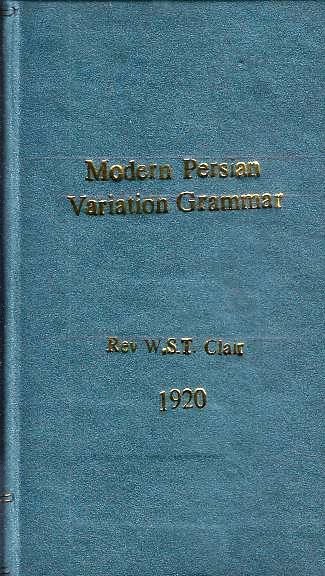 Modern Persian
Variation Grammar
Rev W.S.T. Clair
1920